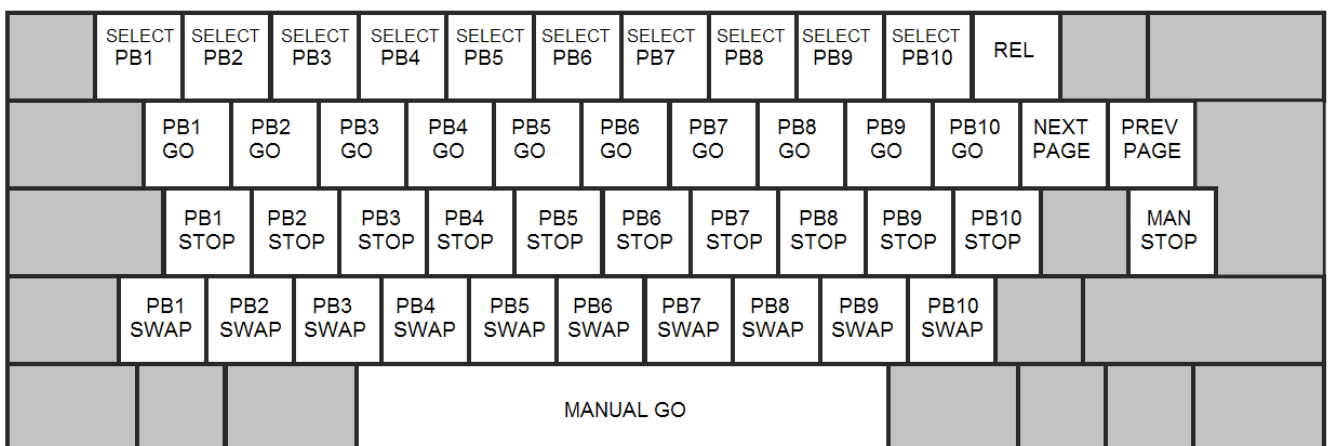 SELECT PB1
SELECT PB2
SELECT PB3
SELECT PB4
SELECT PB5
SELECT PB6
SELECT PB7
SELECT PB8
SELECT PB9
SELECT PB10
REL
PB1 GO
PB2 GO
PB3 GO
PB4 GO
PB5 GO
PB6 GO
PB7 GO
PB8 GO
PB9 GO
PB10 GO
NEXT PAGE
PREV PAGE
PB1 STOP
PB2 STOP
PB3 STOP
PB4 STOP
PB5 STOP
PB6 STOP
PB7 STOP
PB8 STOP
PB9 STOP
PB10 STOP
MAN STOP
PB1 SWAP
PB2 SWAP
PB3 SWAP
PB4 SWAP
PB5 SWAP
PB6 SWAP
PB7 SWAP
PB8 SWAP
PB9 SWAP
PB10 SWAP
MANUAL GO